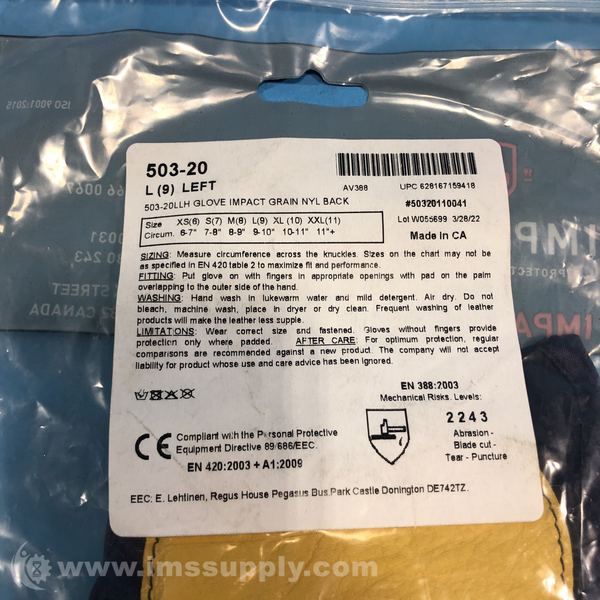 ISO 9001:2015
503-20
L (9) LEFT
AV388
UPC 628167159418
503-20LLH GLOVE IMPACT GRAIN NYL BACK
#50320110041
Size XS(6) S(7) M(8) L(9) XL (10) XXL(11)
Circum. 6-7" 7-8" 8-9" 9-10" 10-11" 11"+
Lot W055699 3/28/22
Made in CA
SIZING: Measure circumference across the knuckles. Sizes on the chart may not be
as specified in EN 420 table 2 to maximize fit and performance.
FITTING: Put glove on with fingers in appropriate openings with pad on the palm
overlapping to the outer side of the hand.
WASHING: Hand wash in lukewarm water and mild detergent. Air dry. Do not
bleach, machine wash, place in dryer or dry clean. Frequent washing of leather
products will make the leather less supple.
LIMITATIONS: Wear correct size and fastened. Gloves without fingers provide
protection only where padded. AFTER CARE: For optimum protection, regular
comparisons are recommended against a new product. The company will not accept
liability for product whose use and care advice has been ignored.
EN 388:2003
Mechanical Risks. Levels:
2243
Abrasion -
Blade cut -
Tear - Puncture
CE
Compliant with the Personal Protective
Equipment Directive 89/686/EEC.
EN 420:2003 + A1:2009
EEC: E. Lehtinen, Regus House Pegasus Bus.Park Castle Donington DE742TZ.
STREET
CANADA
© www.imssupply.com